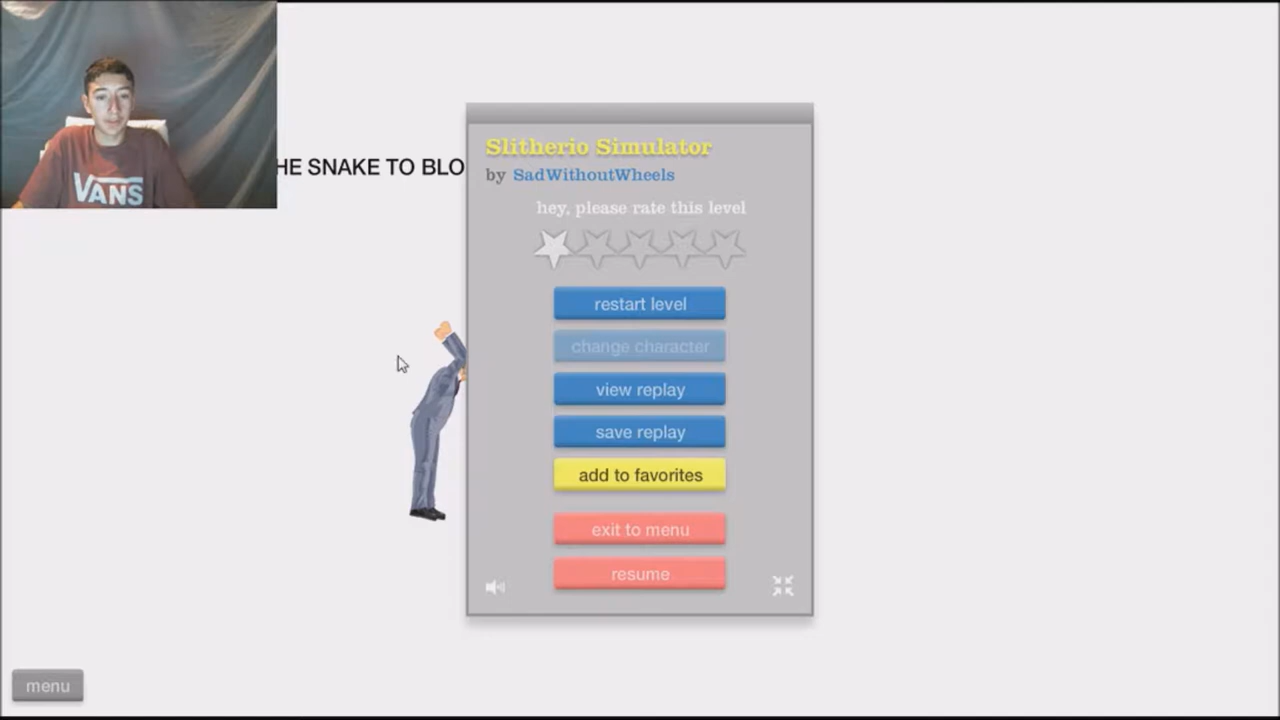 HE SNAKE TO BLO
VANS
Slitherio Simulator
by SadWithoutWheels
hey, please rate this level
restart level
change character
view replay
save replay
add to favorites
exit to menu
resume
menu